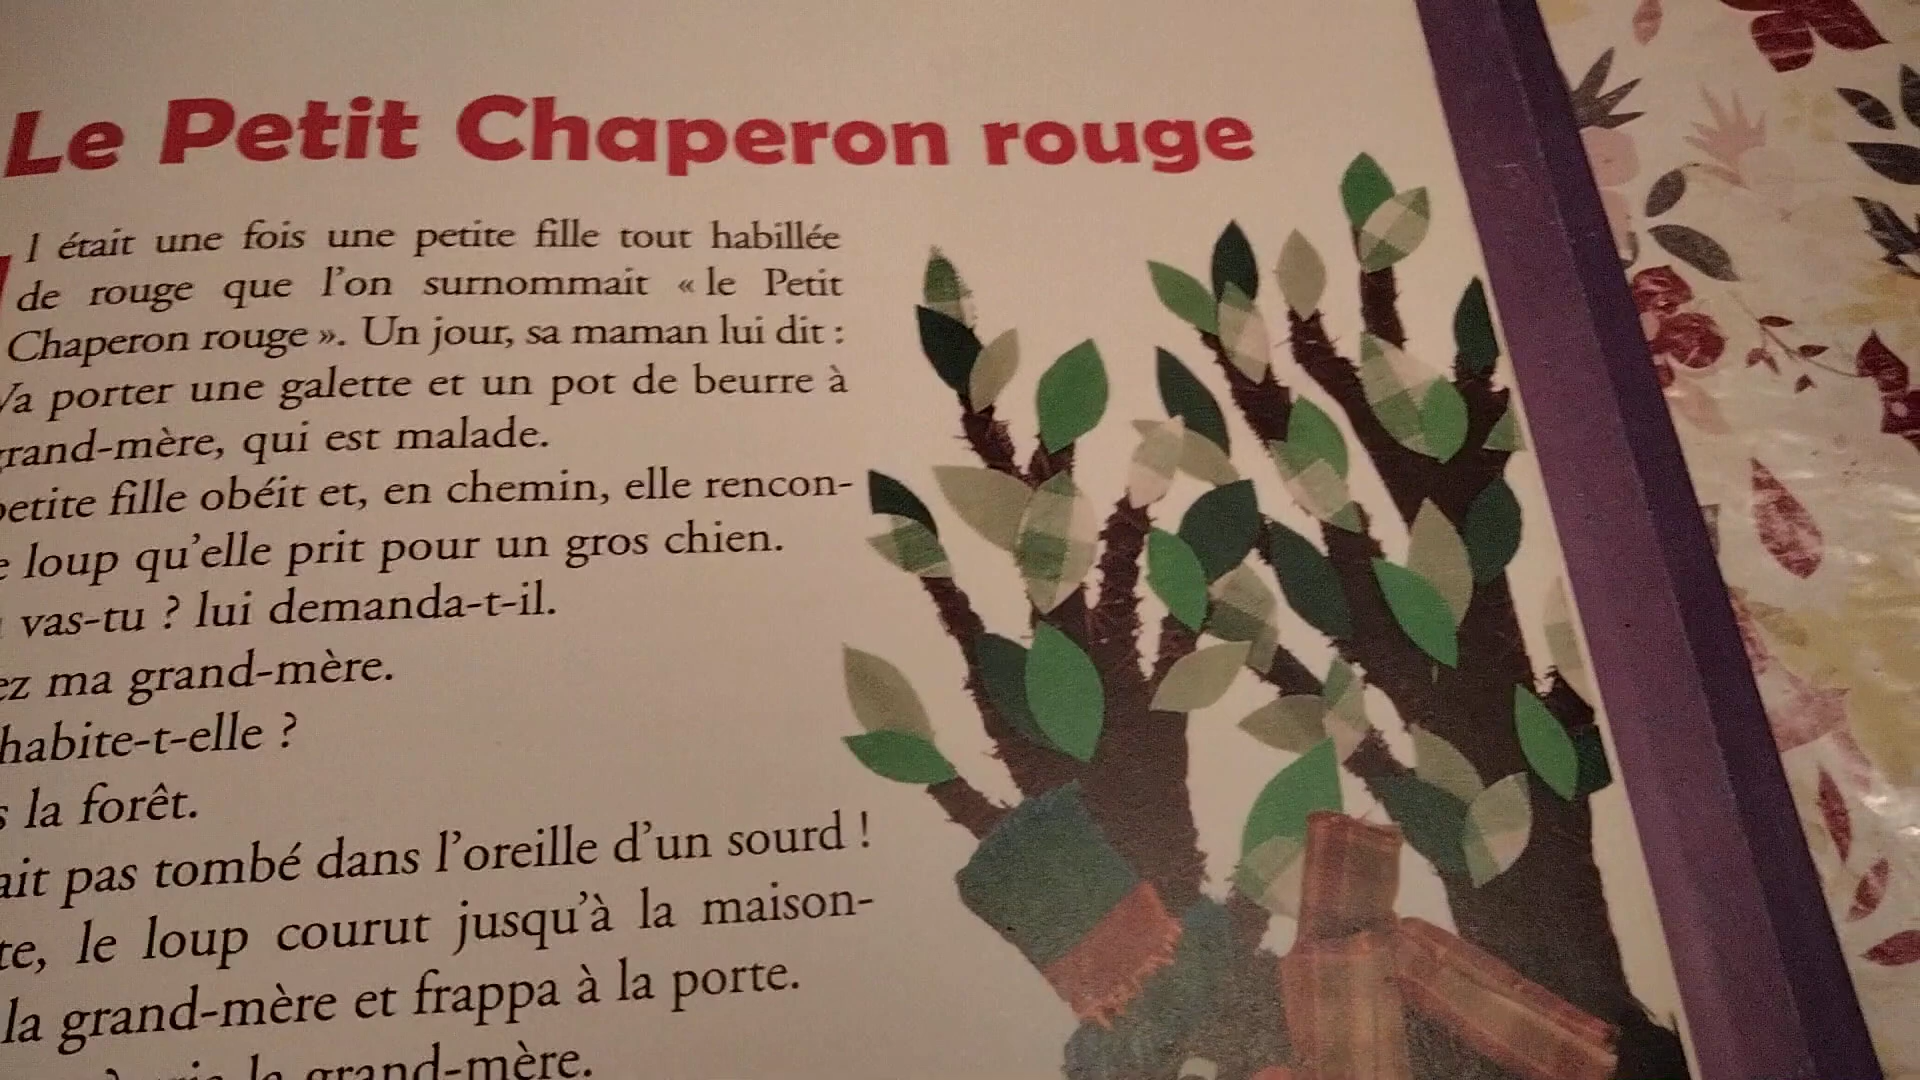 Le Petit Chaperon rouge
l était une fois une petite fille tout habillée
de rouge que l'on surnommait « le Petit
Chaperon rouge ». Un jour, sa maman lui dit :
Va porter une galette et un pot de beurre à
grand-mère, qui est malade.
petite fille obéit et, en chemin, elle rencon-
loup qu'elle prit pour un gros chien.
vas-tu ? lui demanda-t-il.
ez ma grand-mère.
habite-t-elle ?
s la forêt.
ait pas tombé dans l'oreille d'un sourd !
te, le loup courut jusqu'à la maison-
la grand-mère et frappa à la porte.
la grand-mère.